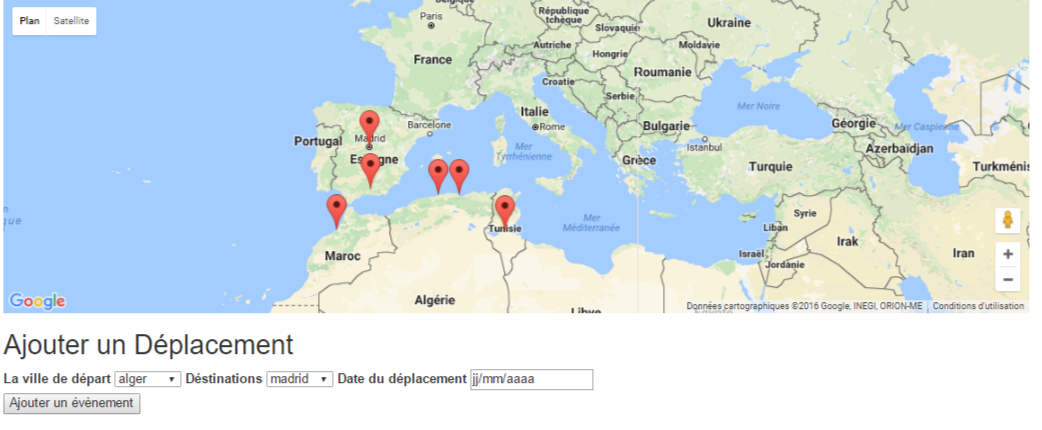 Plan Satellite
Belgique
Paris
République
tchèque
Slovaquie
Ukraine
Autriche
Hongrie
Moldavie
France
Roumanie
Croatie
Serbie
Mer Noire
Italie
Barcelone
Rome
Bulgarie
Géorgie
Mer Caspienne
Portugal
Madrid
Istanbul
Azerbaïdjan
Espagne
Mer
Tyrrhénienne
Grèce
Turquie
Turkménis
Syrie
Mer
Méditerranée
Tunisie
Liban
Irak
Maroc
Israël
Iran
Jordanie
Algérie
Libye
Égypte
Google
Données cartographiques ©2016 Google, INEGI, ORION-ME
Conditions d'utilisation
Ajouter un Déplacement
La ville de départ alger Déstinations madrid Date du déplacement jj/mm/aaaa
Ajouter un évènement